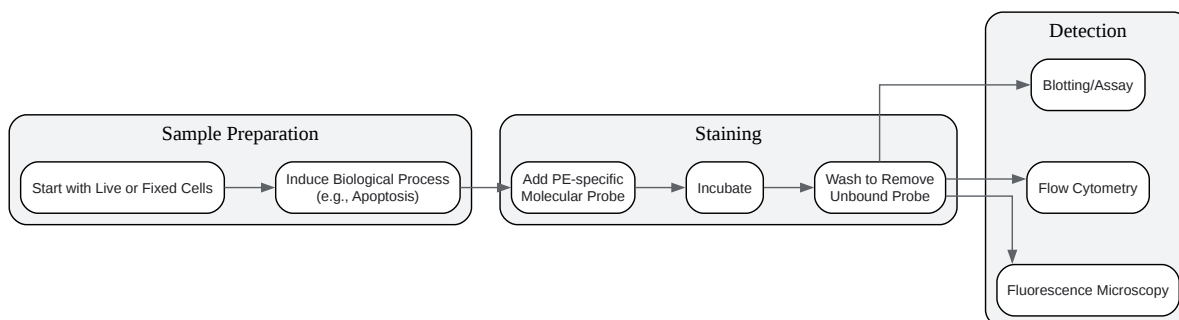 Sample Preparation
Start with Live or Fixed Cells
Induce Biological Process
(e.g., Apoptosis)
Staining
Add PE-specific
Molecular Probe
Incubate
Wash to Remove
Unbound Probe
Detection
Blotting/Assay
Flow Cytometry
Fluorescence Microscopy